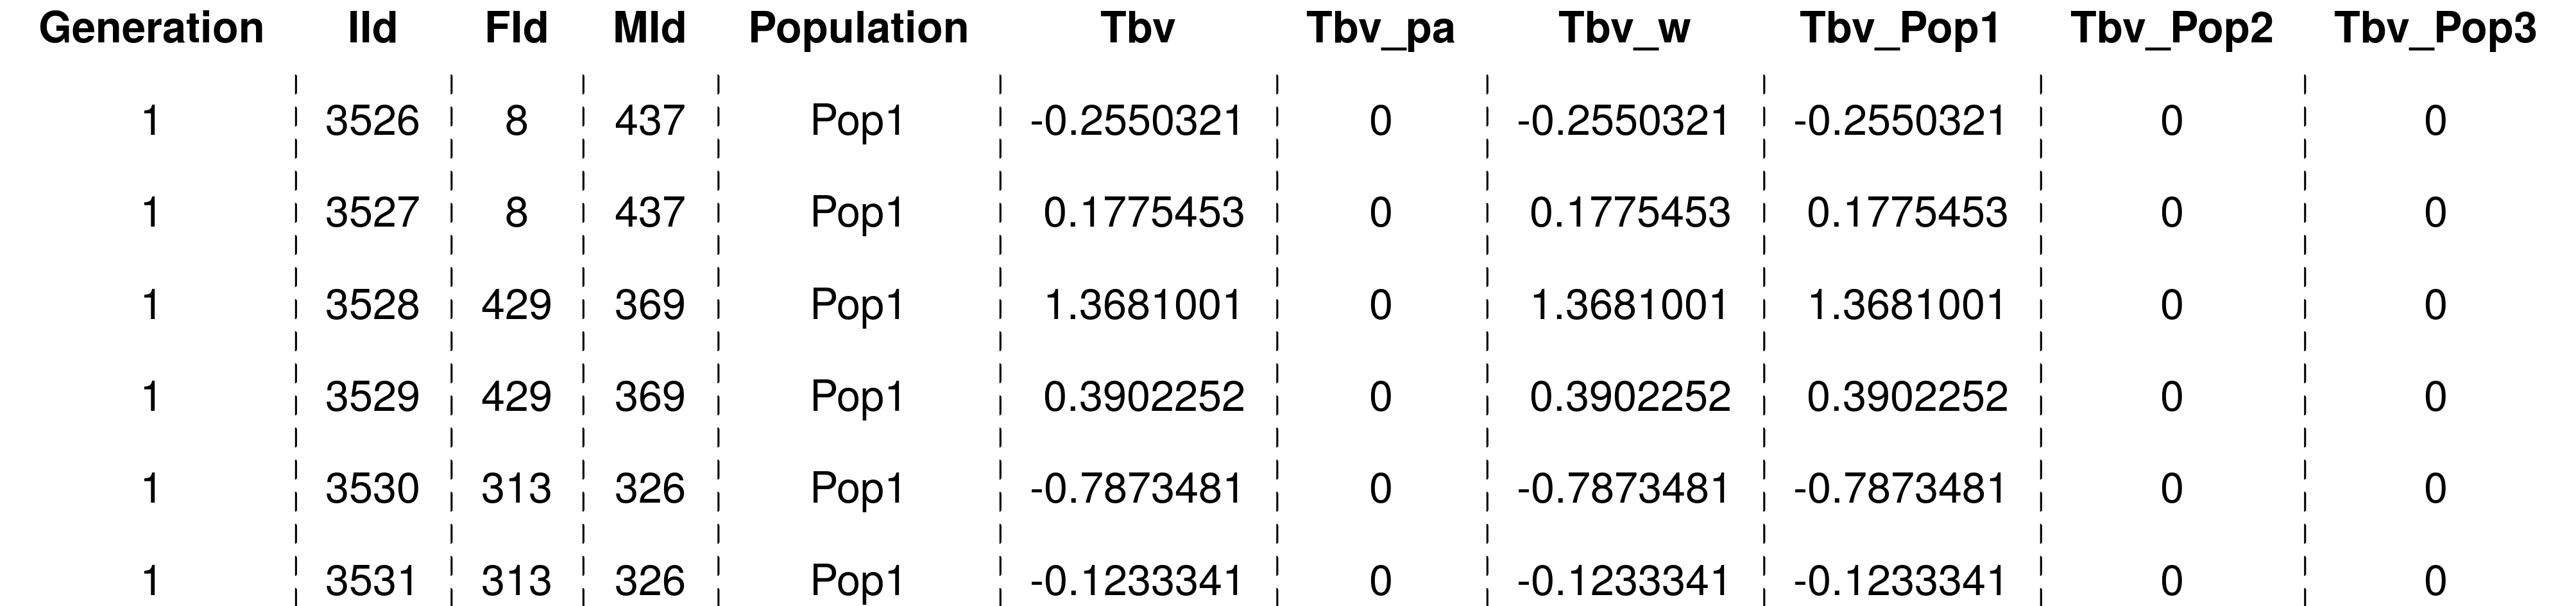 Generation IId FId MId Population Tbv Tbv_pa Tbv_w Tbv_Pop1 Tbv_Pop2 Tbv_Pop3
1 3526 8 437 Pop1 -0.2550321 0 -0.2550321 -0.2550321 0 0
1 3527 8 437 Pop1 0.1775453 0 0.1775453 0.1775453 0 0
1 3528 429 369 Pop1 1.3681001 0 1.3681001 1.3681001 0 0
1 3529 429 369 Pop1 0.3902252 0 0.3902252 0.3902252 0 0
1 3530 313 326 Pop1 -0.7873481 0 -0.7873481 -0.7873481 0 0
1 3531 313 326 Pop1 -0.1233341 0 -0.1233341 -0.1233341 0 0